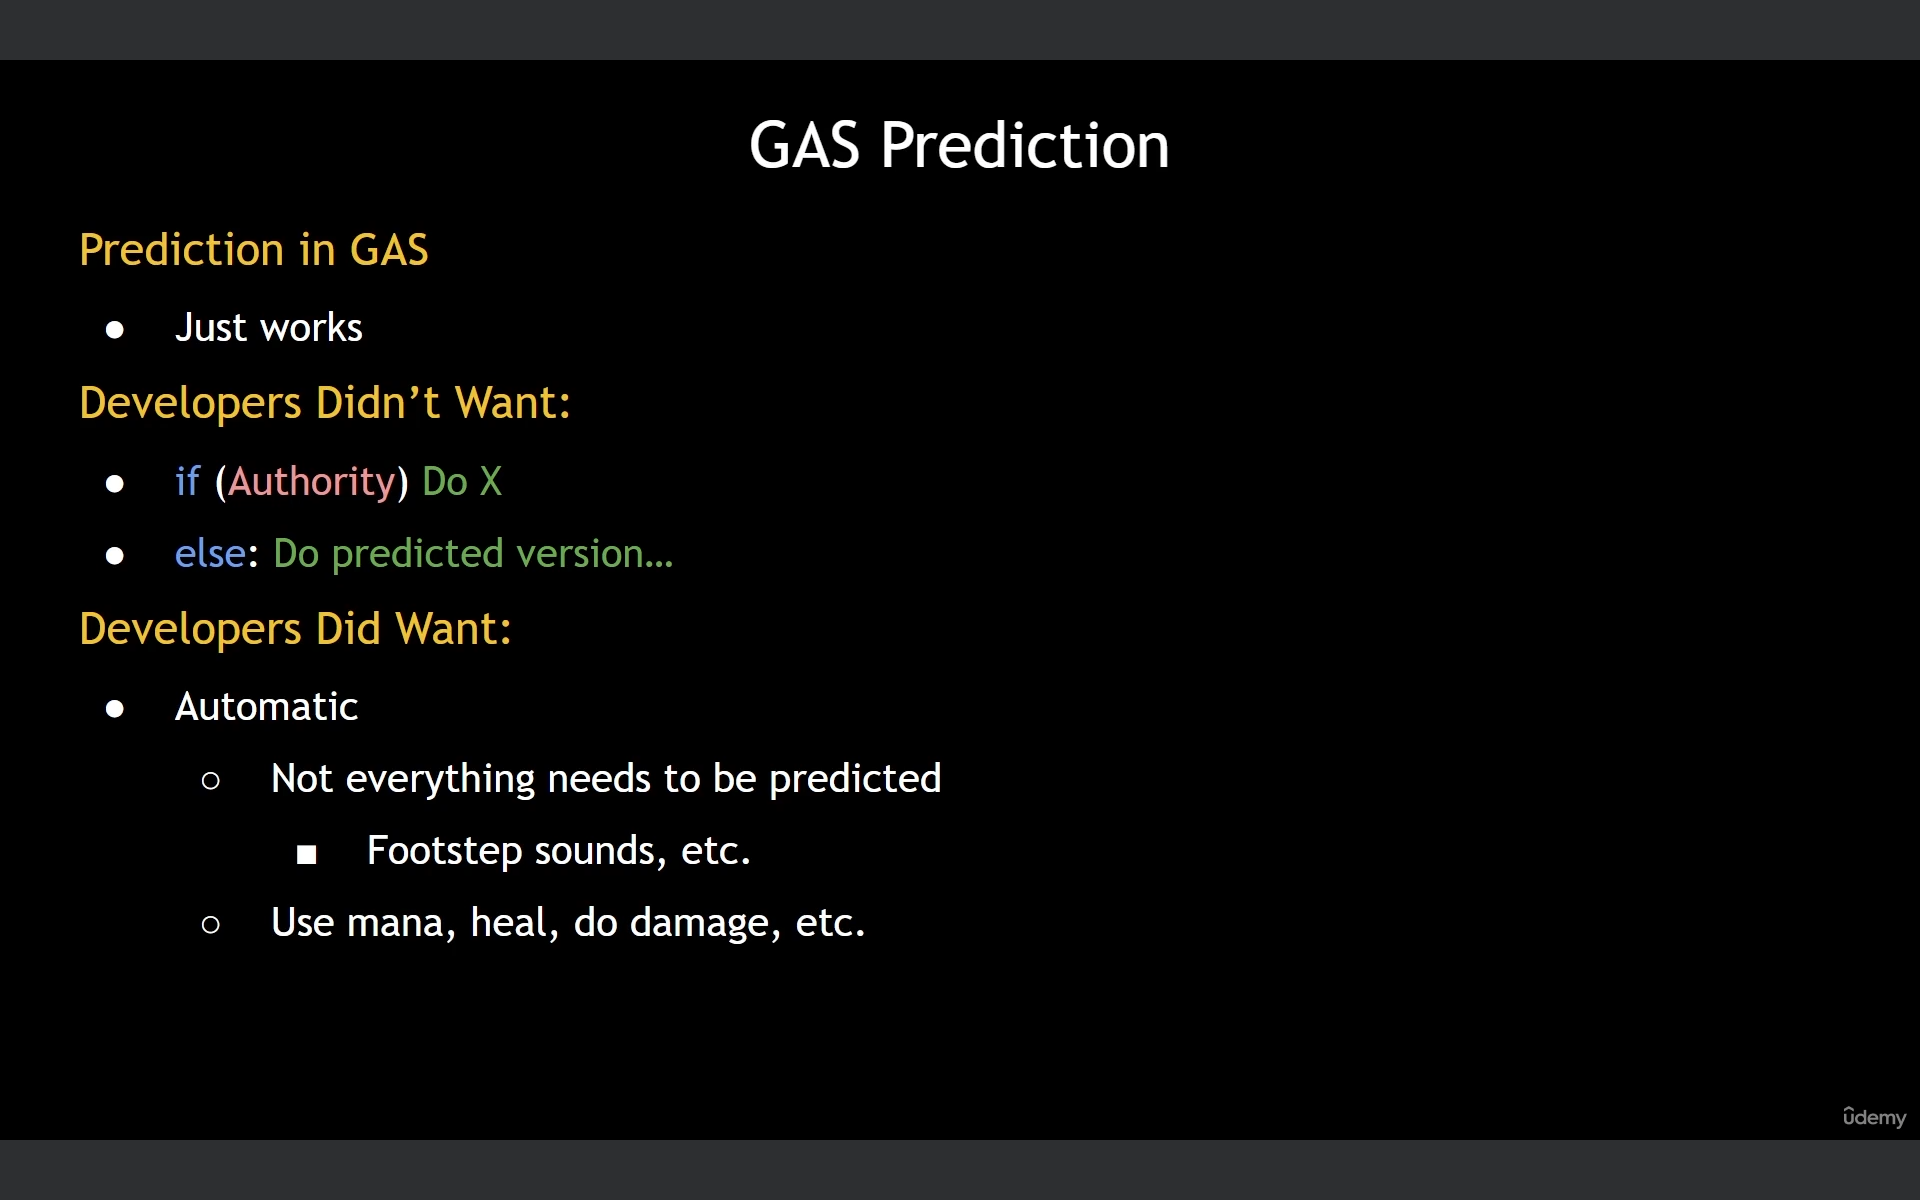 GAS Prediction
Prediction in GAS
● Just works
Developers Didn’t Want:
● if (Authority) Do X
● else: Do predicted version…
Developers Did Want:
● Automatic
○ Not everything needs to be predicted
■ Footstep sounds, etc.
○ Use mana, heal, do damage, etc.
ûdemy